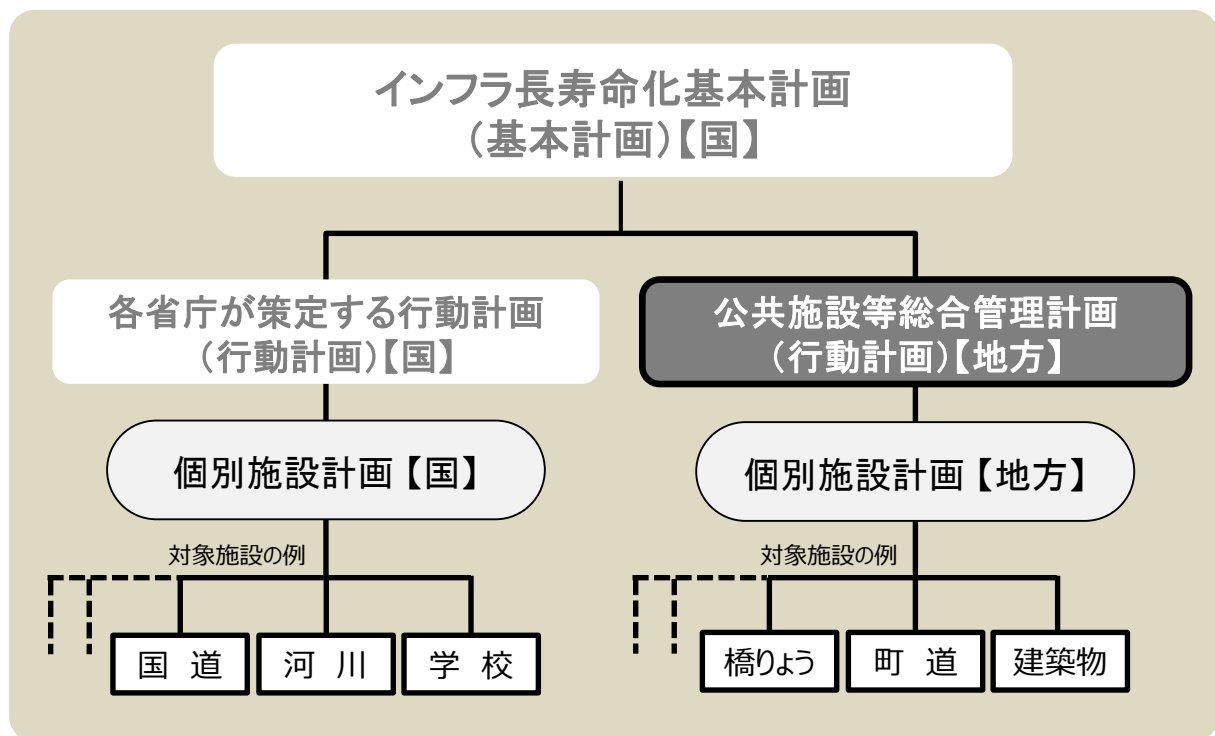 インフラ長寿命化基本計画
(基本計画)【国】
各省庁が策定する行動計画
(行動計画)【国】
公共施設等総合管理計画
(行動計画)【地方】
個別施設計画【国】
個別施設計画【地方】
対象施設の例
対象施設の例
国 道
河 川
学 校
橋りょう
町 道
建築物